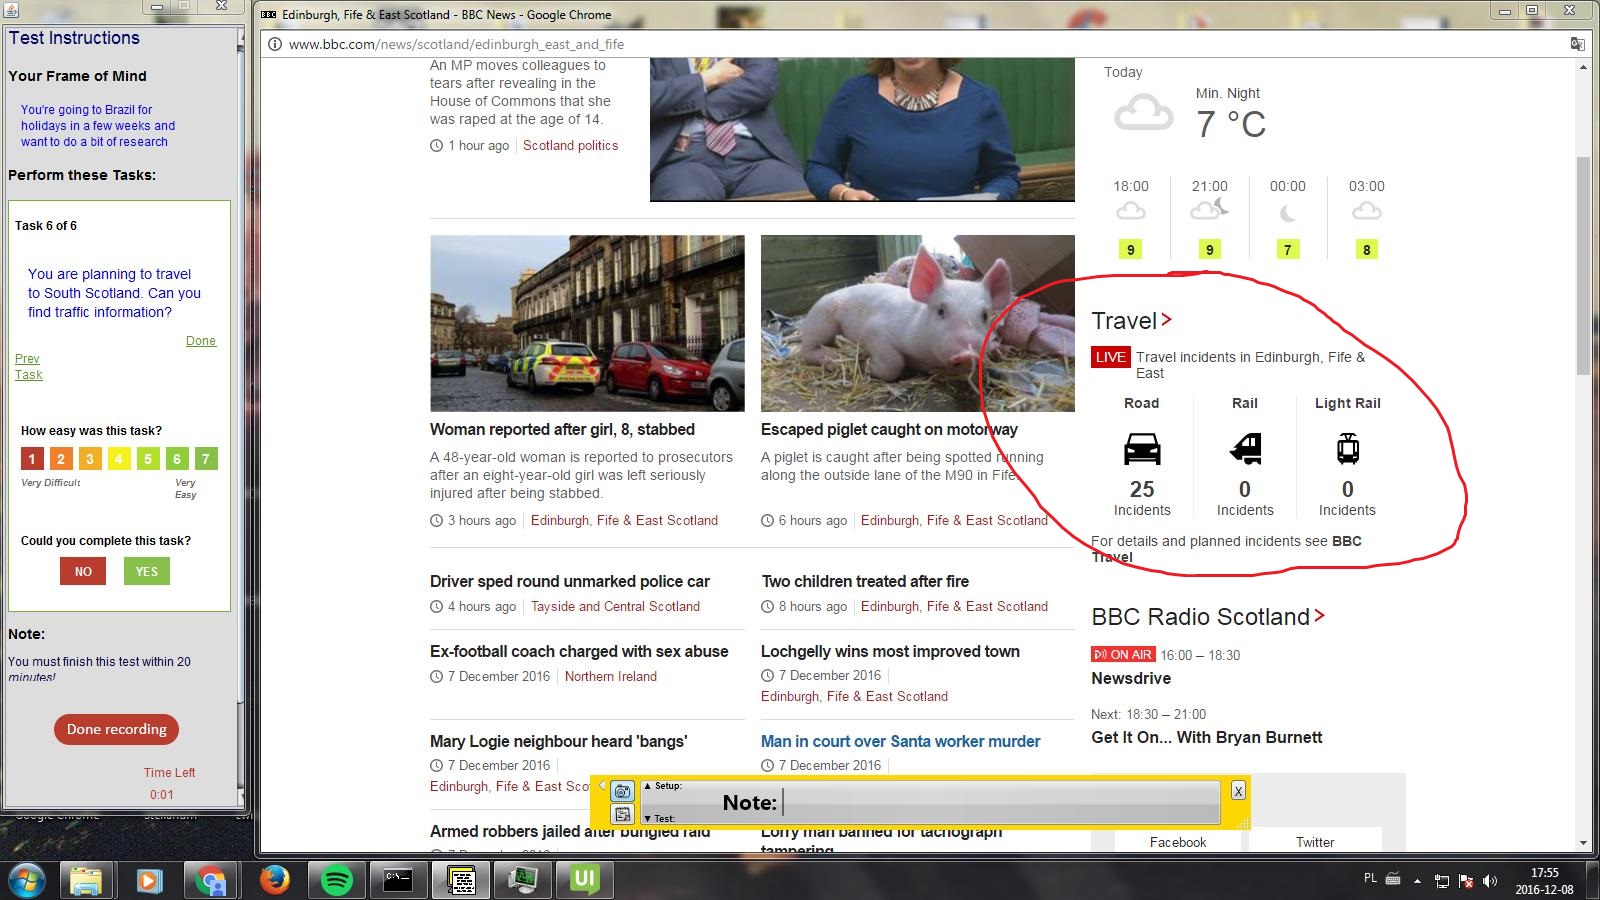 Test Instructions
Your Frame of Mind
You're going to Brazil for
holidays in a few weeks and
want to do a bit of research
Perform these Tasks:
Task 6 of 6
You are planning to travel
to South Scotland. Can you
find traffic information?
Done
Prev
Task
How easy was this task?
1 2 3 4 5 6 7
Very Difficult
Very
Easy
Could you complete this task?
NO YES
Note:
You must finish this test within 20
minutes!
Done recording
Time Left
0:01
BBC Edinburgh, Fife & East Scotland - BBC News - Google Chrome
www.bbc.com/news/scotland/edinburgh_east_and_fife
An MP moves colleagues to
tears after revealing in the
House of Commons that she
was raped at the age of 14.
1 hour ago Scotland politics
POLICE
Woman reported after girl, 8, stabbed
A 48-year-old woman is reported to prosecutors
after an eight-year-old girl was left seriously
injured after being stabbed.
3 hours ago Edinburgh, Fife & East Scotland
Escaped piglet caught on motorway
A piglet is caught after being spotted running
along the outside lane of the M90 in Fife.
6 hours ago Edinburgh, Fife & East Scotland
Driver sped round unmarked police car
4 hours ago Tayside and Central Scotland
Two children treated after fire
8 hours ago Edinburgh, Fife & East Scotland
Ex-football coach charged with sex abuse
7 December 2016 Northern Ireland
Lochgelly wins most improved town
7 December 2016
Edinburgh, Fife & East Scotland
Mary Logie neighbour heard 'bangs'
7 December 2016
Edinburgh, Fife & East Sco
Man in court over Santa worker murder
7 December 2016
Armed robbers jailed after bungled raid
Lorry man banned for tachograph
tampering
Today
Min. Night
7 °C
18:00 21:00 00:00 03:00
9 9 7 8
Travel
LIVE Travel incidents in Edinburgh, Fife &
East
Road Rail Light Rail
25 0 0
Incidents Incidents Incidents
For details and planned incidents see BBC
Travel
BBC Radio Scotland
ON AIR 16:00 – 18:30
Newsdrive
Next: 18:30 – 21:00
Get It On... With Bryan Burnett
Facebook Twitter
Setup:
Note:
Test:
X
Google Chrome
UI
PL
17:55
2016-12-08